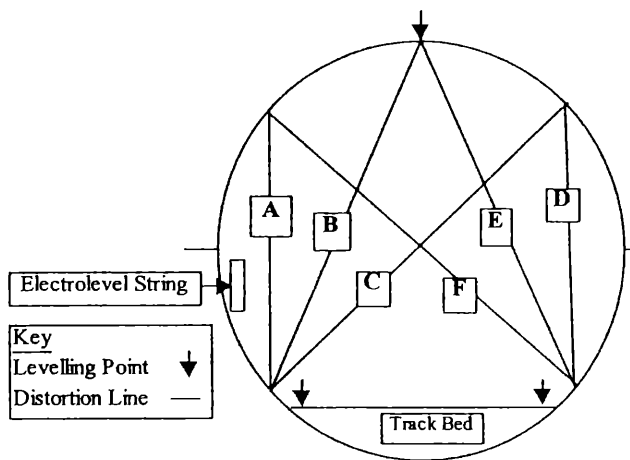 A
B
C
F
E
D
Electrolevel String
Key
Levelling Point
Distortion Line
Track Bed